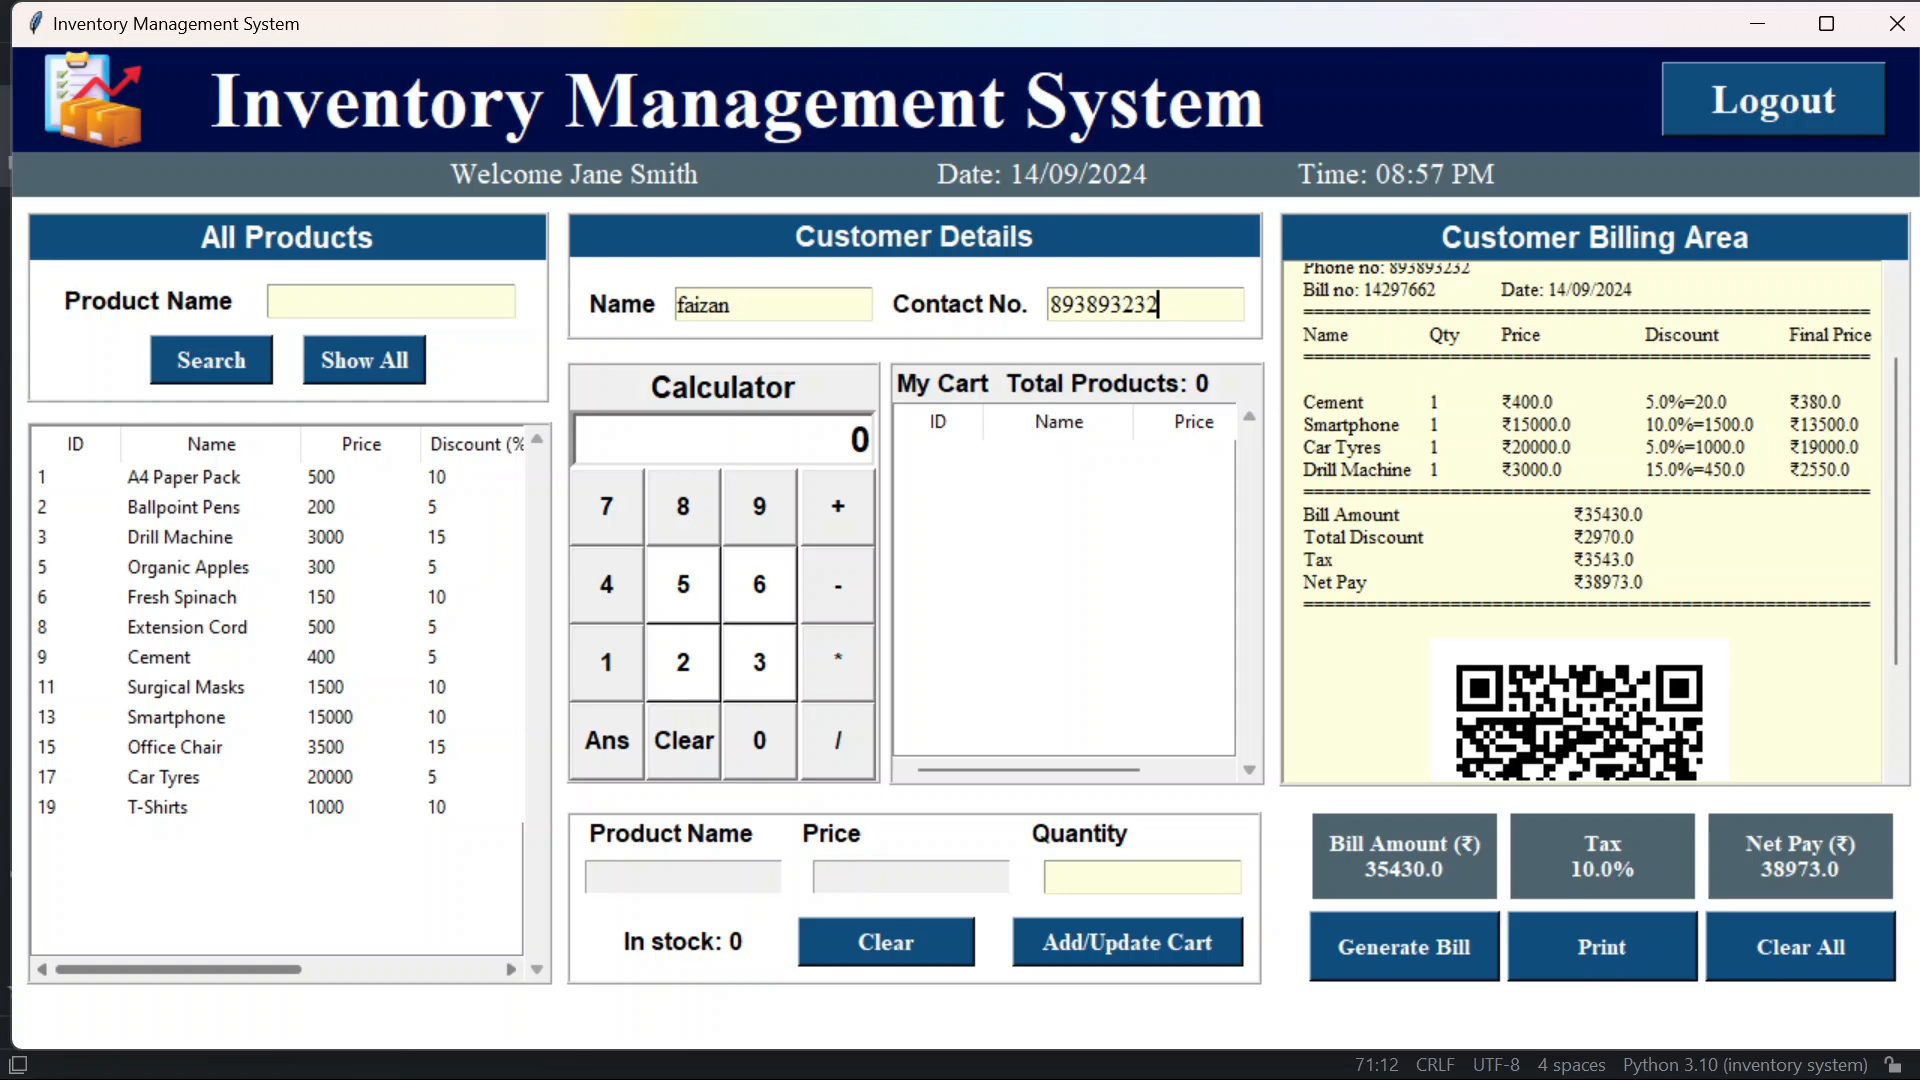 Inventory Management System
Inventory Management System
Logout
Welcome Jane Smith Date: 14/09/2024 Time: 08:57 PM
All Products
Product Name
Search Show All
ID Name Price Discount (%
1 A4 Paper Pack 500 10
2 Ballpoint Pens 200 5
3 Drill Machine 3000 15
5 Organic Apples 300 5
6 Fresh Spinach 150 10
8 Extension Cord 500 5
9 Cement 400 5
11 Surgical Masks 1500 10
13 Smartphone 15000 10
15 Office Chair 3500 15
17 Car Tyres 20000 5
19 T-Shirts 1000 10
Customer Details
Name faizan Contact No. 893893232
Calculator
0
7 8 9 +
4 5 6 -
1 2 3 *
Ans Clear 0 /
My Cart Total Products: 0
ID Name Price
Product Name Price Quantity
In stock: 0 Clear Add/Update Cart
Customer Billing Area
Phone no: 893893232
Bill no: 14297662 Date: 14/09/2024
Name Qty Price Discount Final Price
Cement 1 ₹400.0 5.0%=20.0 ₹380.0
Smartphone 1 ₹15000.0 10.0%=1500.0 ₹13500.0
Car Tyres 1 ₹20000.0 5.0%=1000.0 ₹19000.0
Drill Machine 1 ₹3000.0 15.0%=450.0 ₹2550.0
Bill Amount ₹35430.0
Total Discount ₹2970.0
Tax ₹3543.0
Net Pay ₹38973.0
Bill Amount (₹) Tax Net Pay (₹)
35430.0 10.0% 38973.0
Generate Bill Print Clear All
71:12 CRLF UTF-8 4 spaces Python 3.10 (inventory system)